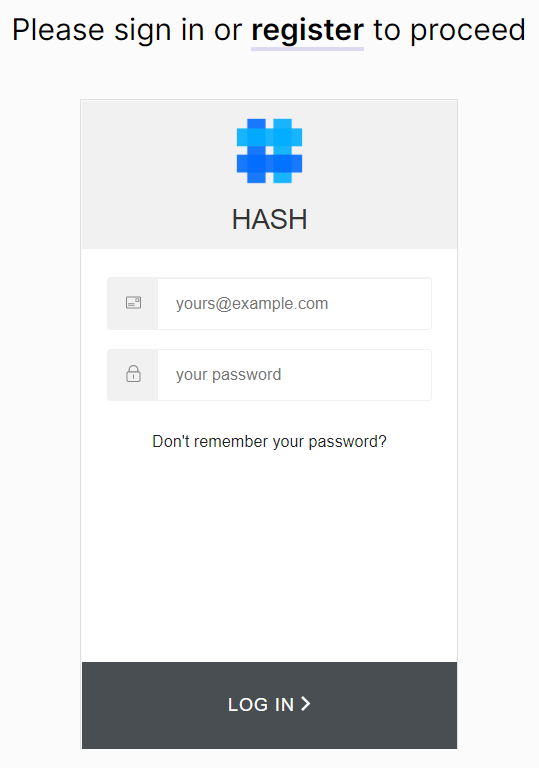 Please sign in or register to proceed
HASH
yours@example.com
your password
Don't remember your password?
LOG IN